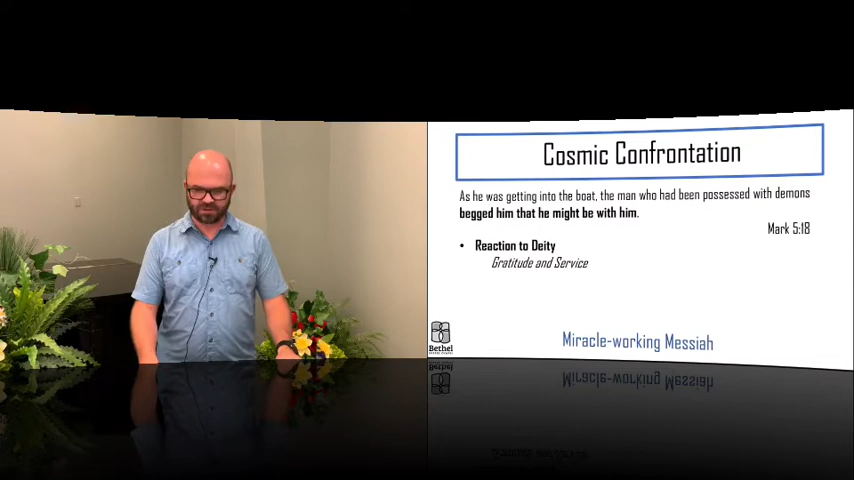 Cosmic Confrontation
As he was getting into the boat, the man who had been possessed with demons
begged him that he might be with him.
Mark 5:18
• Reaction to Deity
Gratitude and Service
Miracle-working Messiah
Bethel